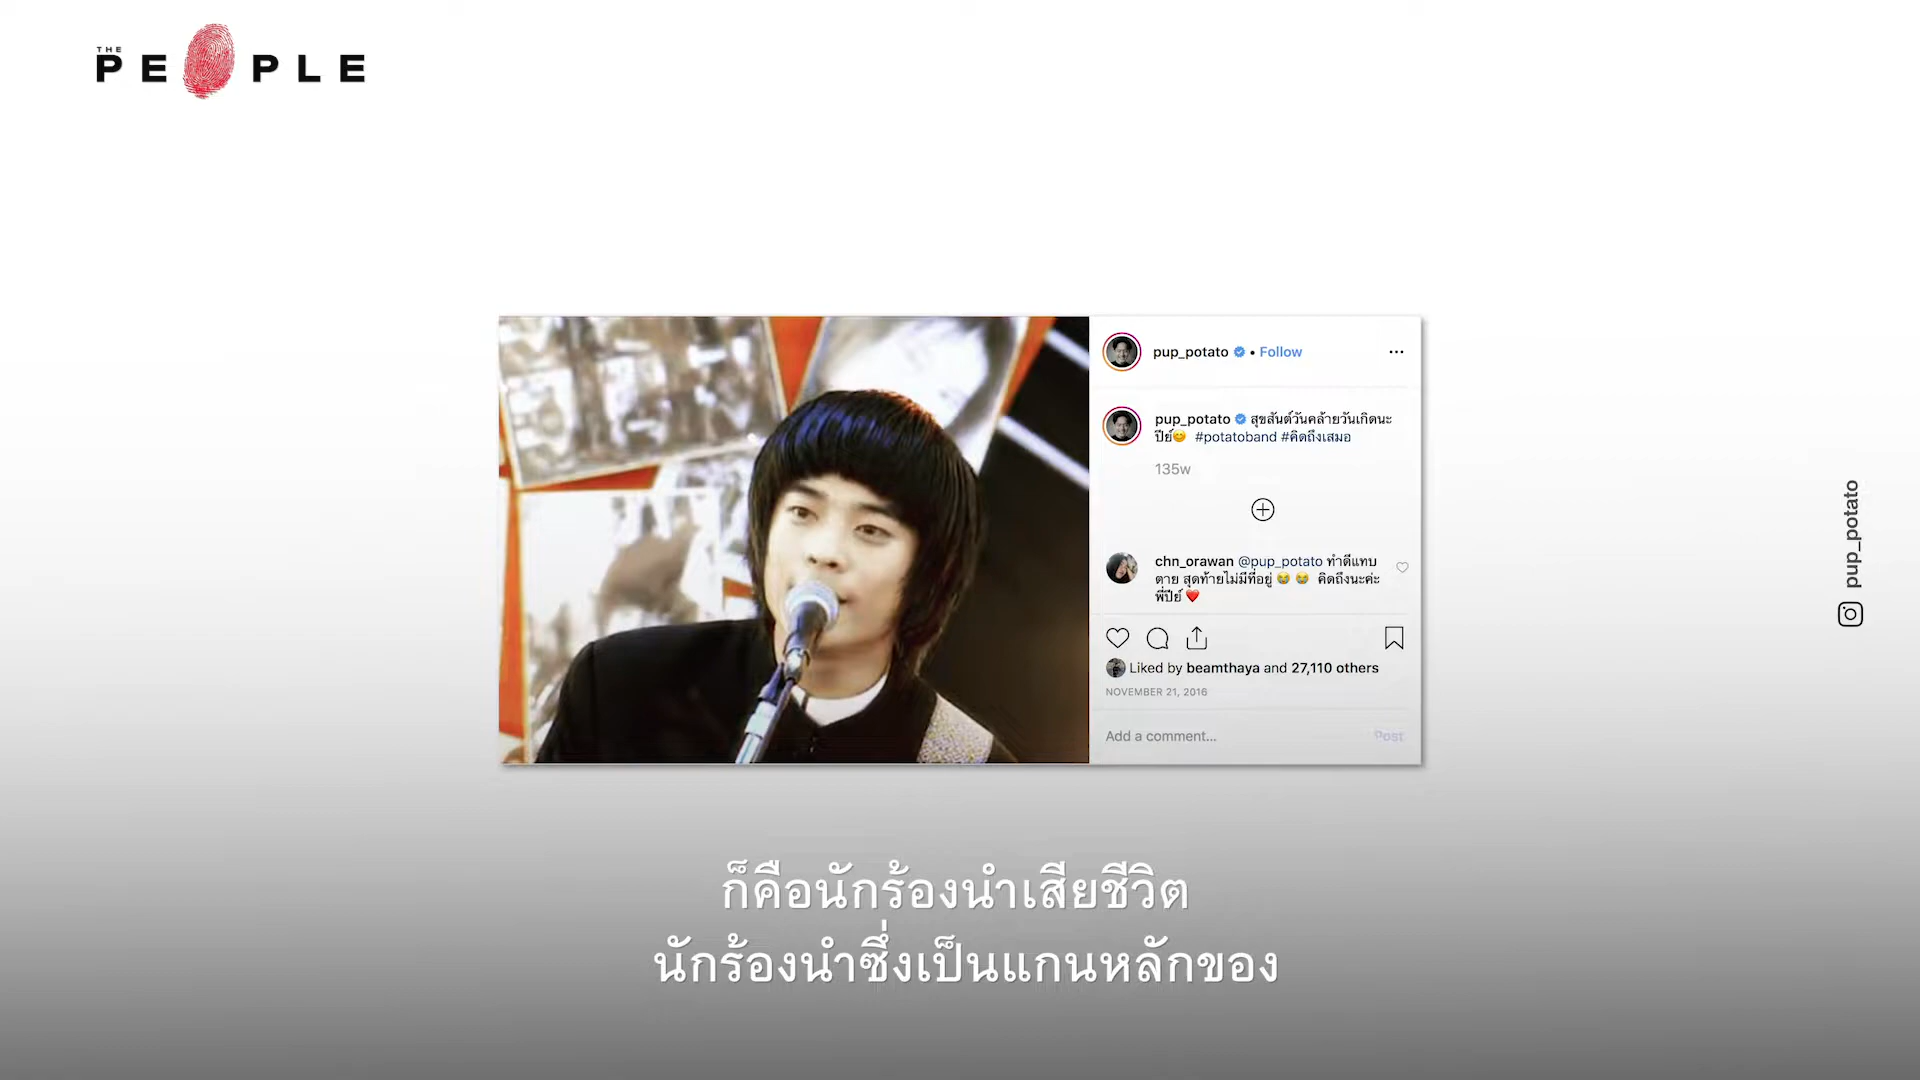 THE
PEOPLE
pup_potato • Follow
pup_potato สุขสันต์วันคล้ายวันเกิดนะ
ปีย์😊 #potatoband #คิดถึงเสมอ
135w
chn_orawan @pup_potato ทำดีแทบ
ตาย สุดท้ายไม่มีที่อยู่ 😭 😭 คิดถึงนะค่ะ
พี่ปีย์ ❤️
Liked by beamthaya and 27,110 others
NOVEMBER 21, 2016
Add a comment...
Post
pup_potato
ก็คือนักร้องนำเสียชีวิต
นักร้องนำซึ่งเป็นแกนหลักของ